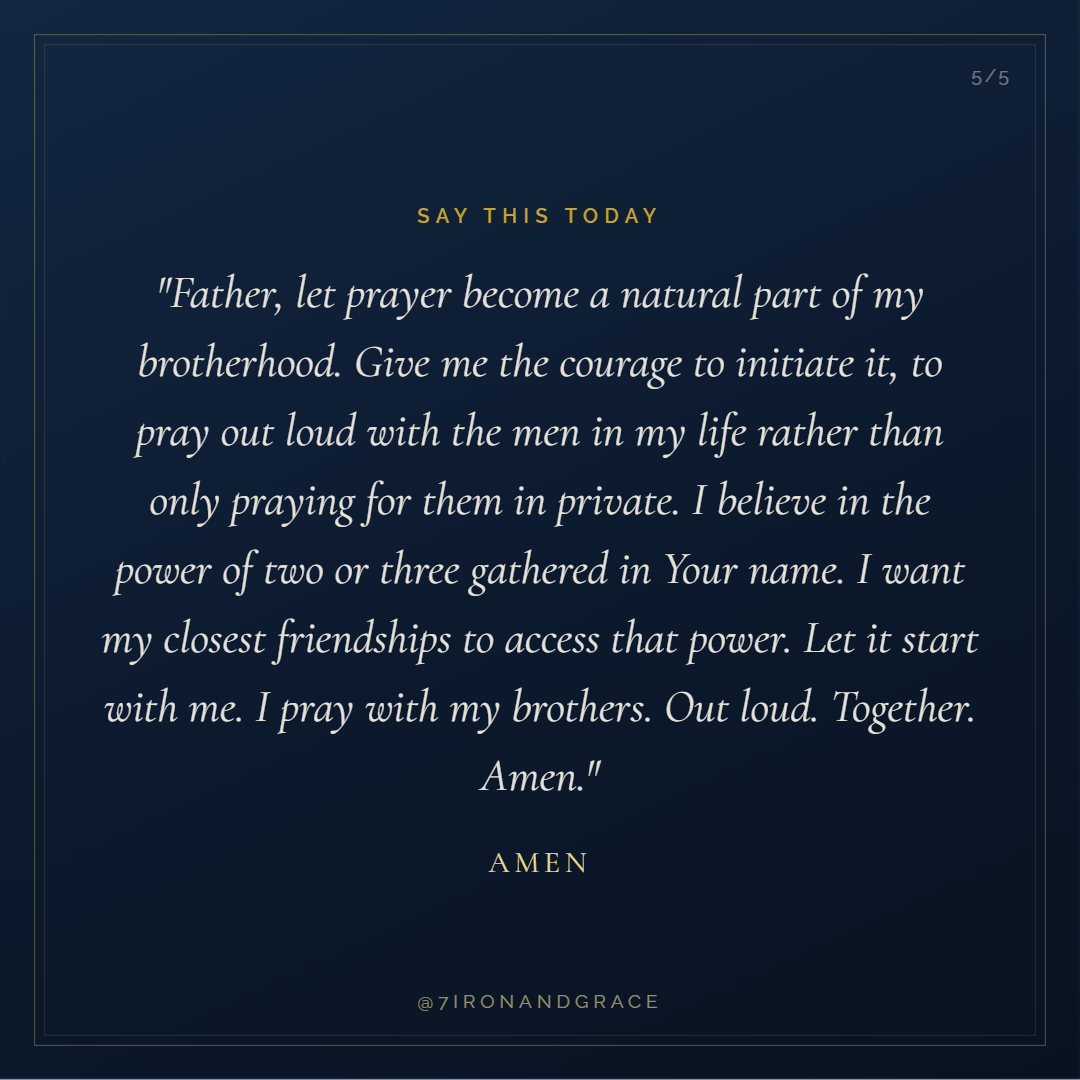 5/5
SAY THIS TODAY
"Father, let prayer become a natural part of my
brotherhood. Give me the courage to initiate it, to
pray out loud with the men in my life rather than
only praying for them in private. I believe in the
power of two or three gathered in Your name. I want
my closest friendships to access that power. Let it start
with me. I pray with my brothers. Out loud. Together.
Amen."
AMEN
@7IRONANDGRACE